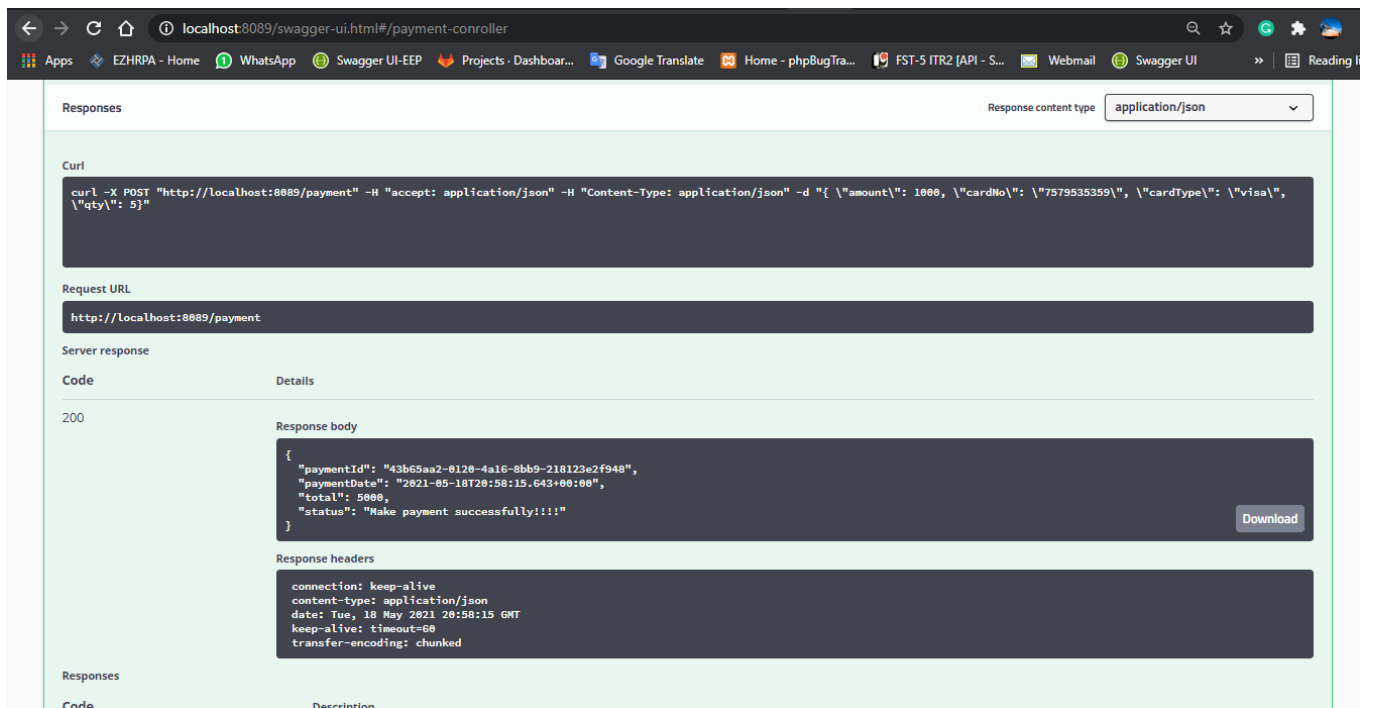 localhost:8089/swagger-ui.html#/payment-conroller
Apps EZHRPA - Home WhatsApp Swagger UI-EEP Projects · Dashboar... Google Translate Home - phpBugTra... FST-5 ITR2 [API - S... Webmail Swagger UI » Reading li
Responses Response content type application/json
Curl
curl -X POST "http://localhost:8089/payment" -H "accept: application/json" -H "Content-Type: application/json" -d "{ \"amount\": 1000, \"cardNo\": \"7579535359\", \"cardType\": \"visa\",
\"qty\": 5}"
Request URL
http://localhost:8089/payment
Server response
Code Details
200
Response body
{
"paymentId": "43b65aa2-0120-4a16-8bb9-218123e2f948",
"paymentDate": "2021-05-18T20:58:15.643+00:00",
"total": 5000,
"status": "Make payment successfully!!!!"
}
Download
Response headers
connection: keep-alive
content-type: application/json
date: Tue, 18 May 2021 20:58:15 GMT
keep-alive: timeout=60
transfer-encoding: chunked
Responses
Code Description